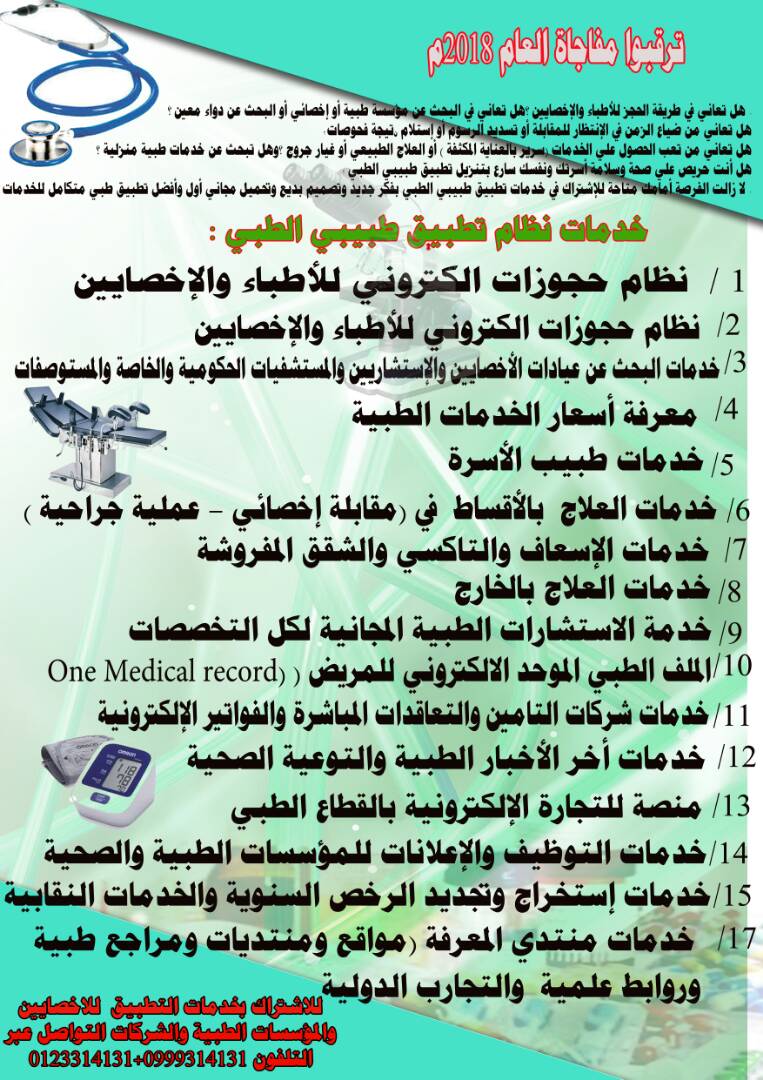 ترقبوا مفاجاة العام 2018م
هل تعاني في طريقة الحجز للأطباء والإخصايين ؟هل تعاني في البحث عن مؤسسة طبية أو إخصائي أو البحث عن دواء معين ؟
هل تعاني من ضياع الزمن في الإنتظار للمقابلة أو تسديد الرسوم أو إستلام نتيجة فحوصات
هل تعاني من تعب الحصول علي الخدمات (سرير بالعناية المكثفة ) أو العلاج الطبيعي أو غيار جروح ؟وهل تبحث عن خدمات طبية منزلية ؟
هل أنت حريص علي صحة وسلامة أسرتك ونفسك سارع بتنزيل تطبيق طبيبي الطبي
لا زالت الفرصة أمامك متاحة للإشتراك في خدمات تطبيق طبيبي الطبي بفكر جديد وتصميم بديع وتحميل مجاني أول وأفضل تطبيق طبي متكامل للخدمات
خدمات نظام تطبيق طبيبي الطبي :
1 / نظام حجوزات الكتروني للأطباء والإخصايين
2/ نظام حجوزات الكتروني للأطباء والإخصايين
3/ خدمات البحث عن عيادات الأخصايين والإستشاريين والمستشفيات الحكومية والخاصة والمستوصفات
4/ معرفة أسعار الخدمات الطبية
5/ خدمات طبيب الأسرة
6/ خدمات العلاج بالأقساط في (مقابلة إخصائي - عملية جراحية )
7/ خدمات الإسعاف والتاكسي والشقق المفروشة
8/ خدمات العلاج بالخارج
9/ خدمة الاستشارات الطبية المجانية لكل التخصصات
10/الملف الطبي الموحد الالكتروني للمريض ( (One Medical record
11/خدمات شركات التامين والتعاقدات المباشرة والفواتير الإلكترونية
12/ خدمات أخر الأخبار الطبية والتوعية الصحية
13/ منصة للتجارة الإلكترونية بالقطاع الطبي
14/خدمات التوظيف والإعلانات للمؤسسات الطبية والصحية
15/خدمات إستخراج وتجديد الرخص السنوية والخدمات النقابية
17/ خدمات منتدي المعرفة (مواقع ومنتديات ومراجع طبية
وروابط علمية والتجارب الدولية
للاشتراك بخدمات التطبيق للاخصايين
والمؤسسات الطبية والشركات التواصل عبر
التلفون 0999314131+0123314131